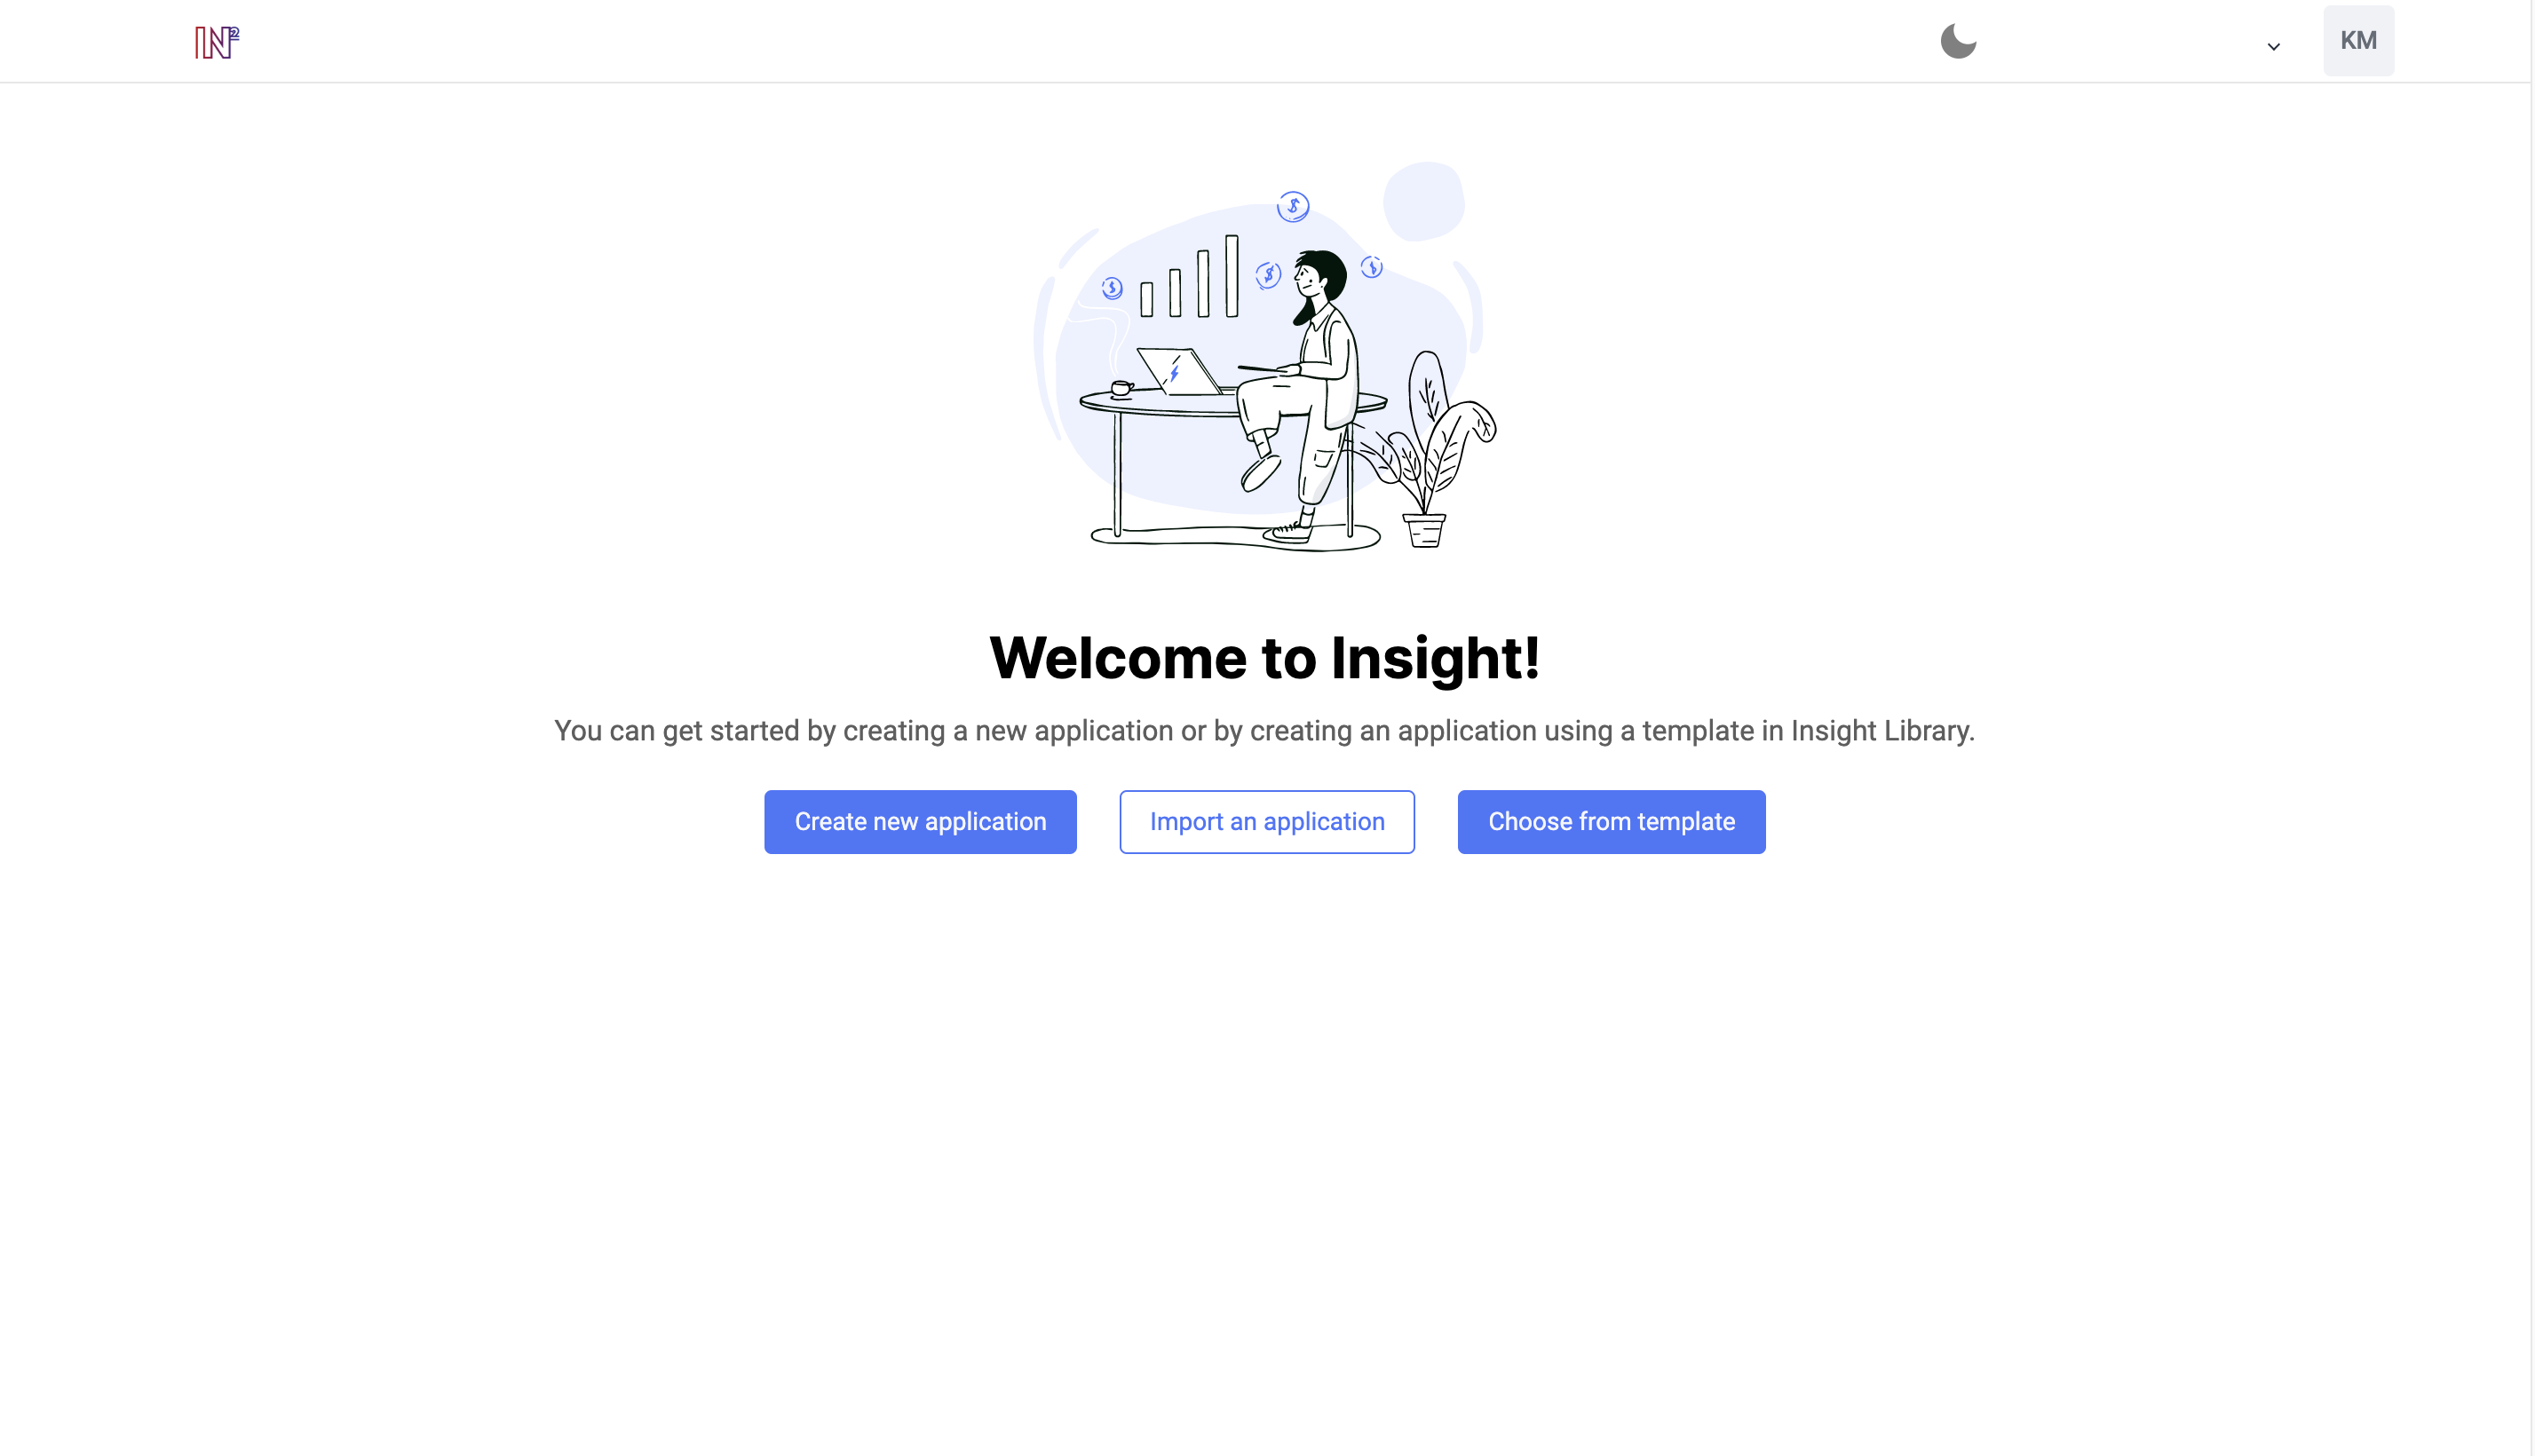 IN²
KM
Welcome to Insight!
You can get started by creating a new application or by creating an application using a template in Insight Library.
Create new application
Import an application
Choose from template